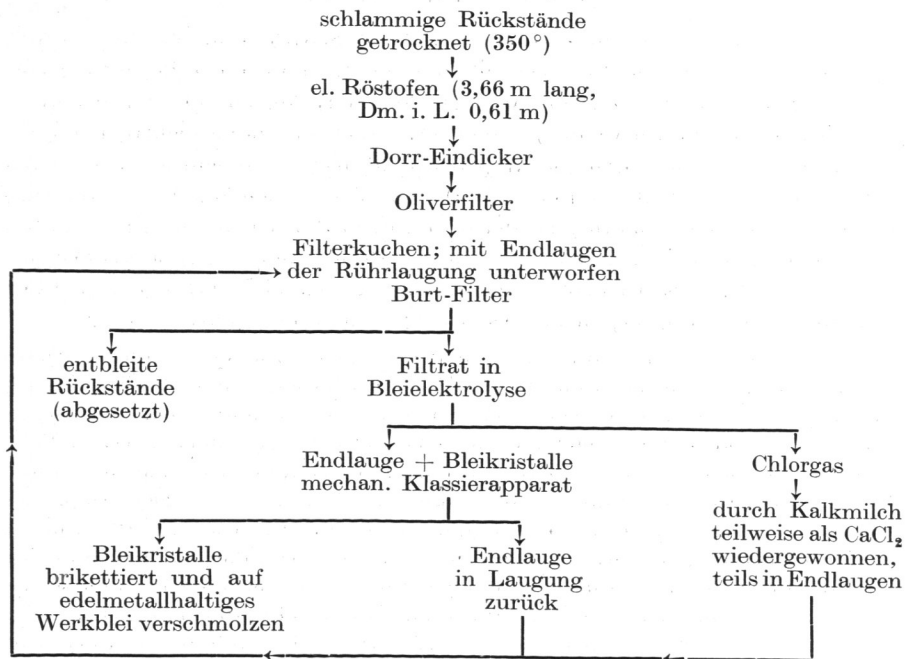 schlammige Rückstände
getrocknet (350°)
el. Röstofen (3,66 m lang,
Dm. i. L. 0,61 m)
Dorr-Eindicker
Oliverfilter
Filterkuchen; mit Endlaugen
der Rührlaugung unterworfen
Burt-Filter
entbleite
Rückstände
(abgesetzt)
Filtrat in
Bleielektrolyse
Endlauge + Bleikristalle
mechan. Klassierapparat
Chlorgas
durch Kalkmilch
teilweise als CaCl₂
wiedergewonnen,
teils in Endlaugen
Bleikristalle
brikettiert und auf
edelmetallhaltiges
Werkblei verschmolzen
Endlauge
in Laugung
zurück